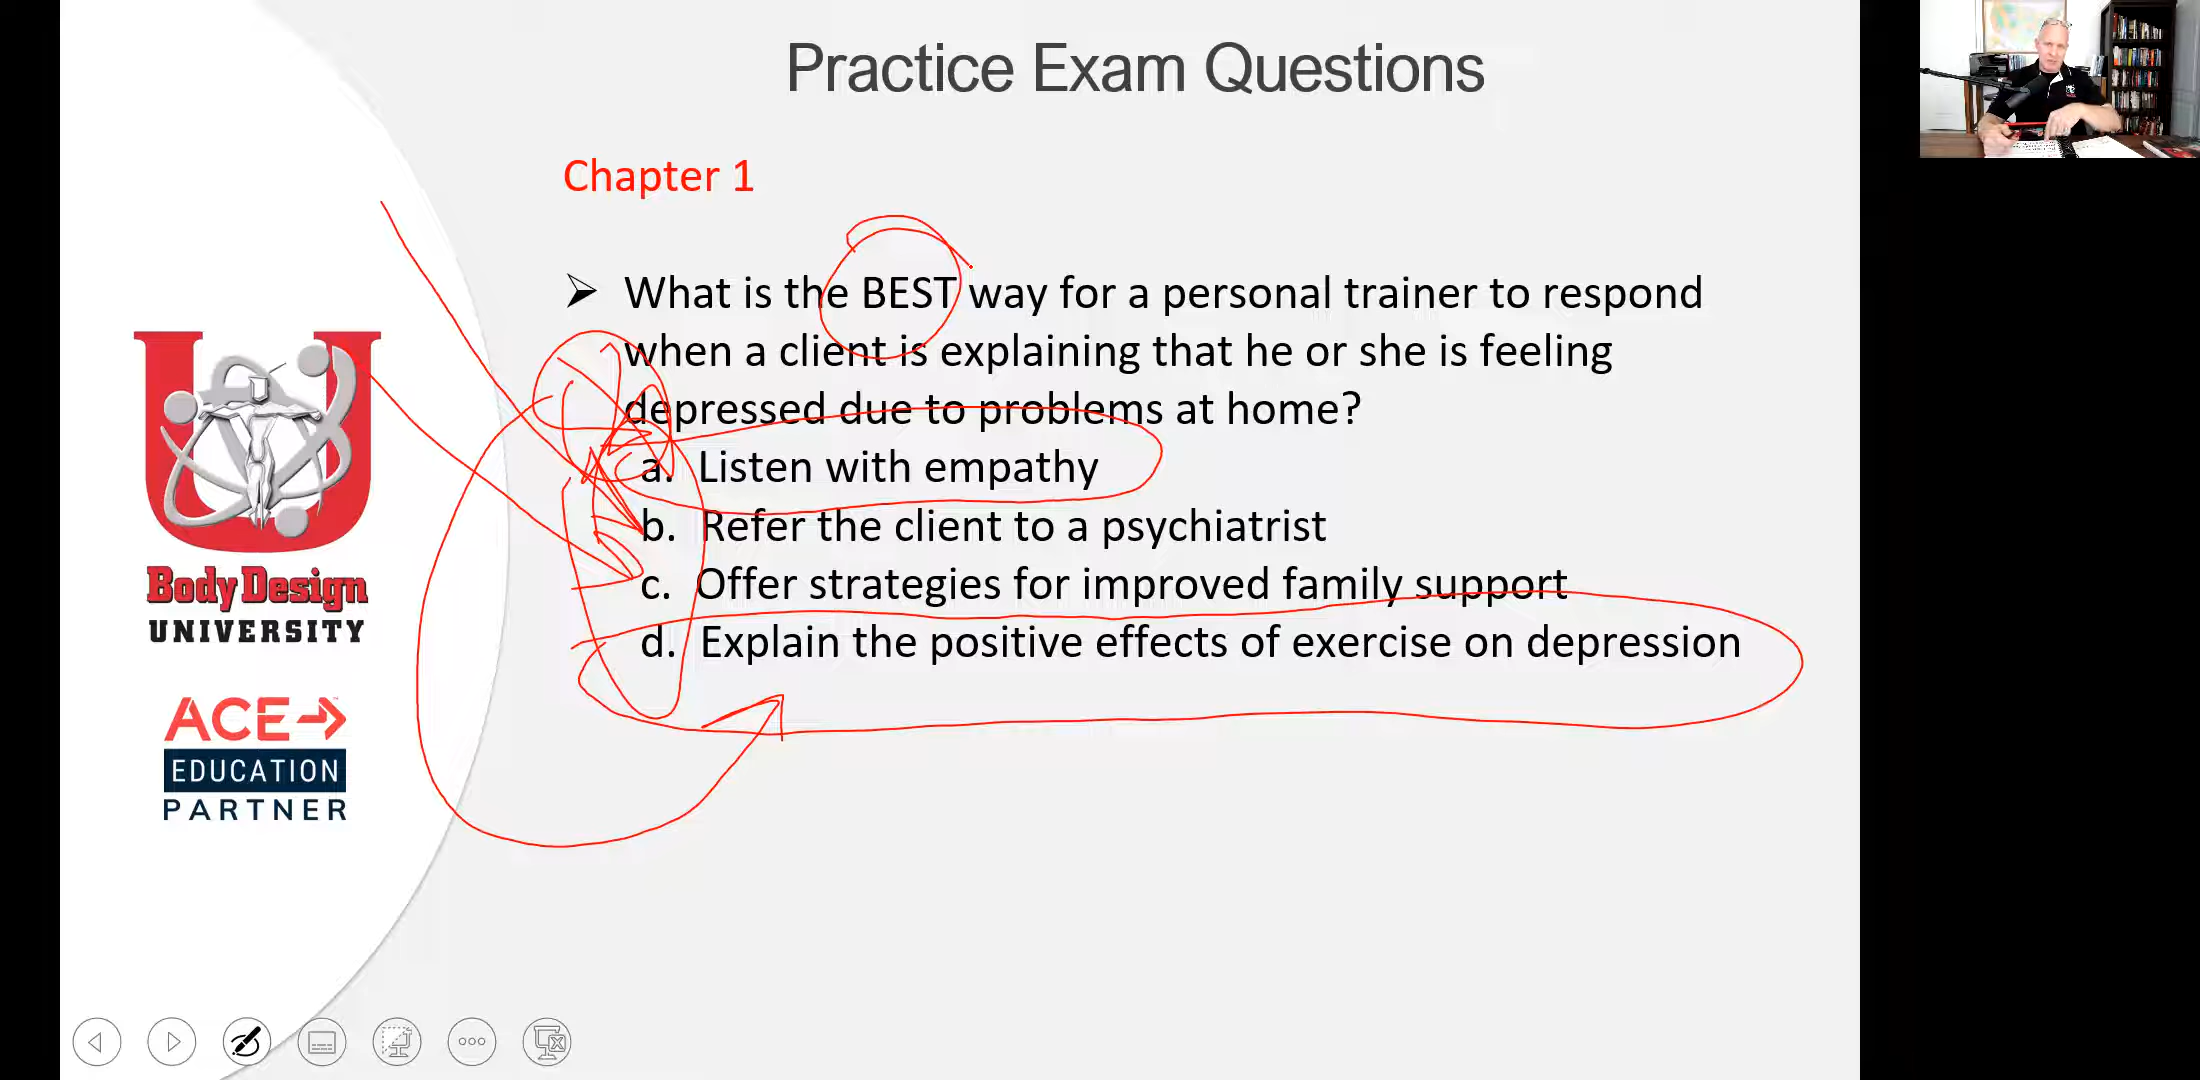 Practice Exam Questions
Chapter 1
➢ What is the BEST way for a personal trainer to respond
when a client is explaining that he or she is feeling
depressed due to problems at home?
a. Listen with empathy
b. Refer the client to a psychiatrist
c. Offer strategies for improved family support
d. Explain the positive effects of exercise on depression
U
Body Design
UNIVERSITY
ACE
EDUCATION
PARTNER